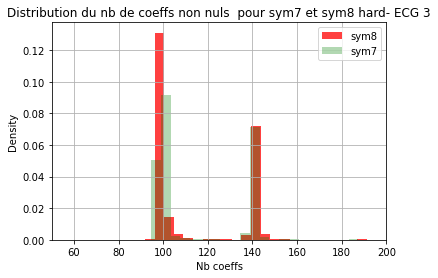 Distribution du nb de coeffs non nuls  pour sym7 et sym8 hard- ECG 3
sym8
sym7
0.12
0.10
0.08
0.06
0.04
0.02
0.00
Density
60 80 100 120 140 160 180 200
Nb coeffs